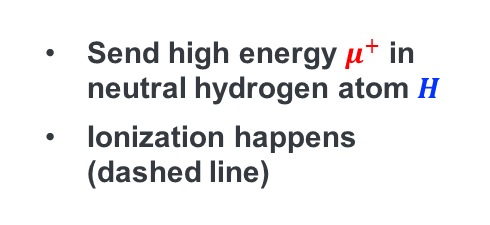 • Send high energy μ⁺ in
neutral hydrogen atom H
• Ionization happens
(dashed line)